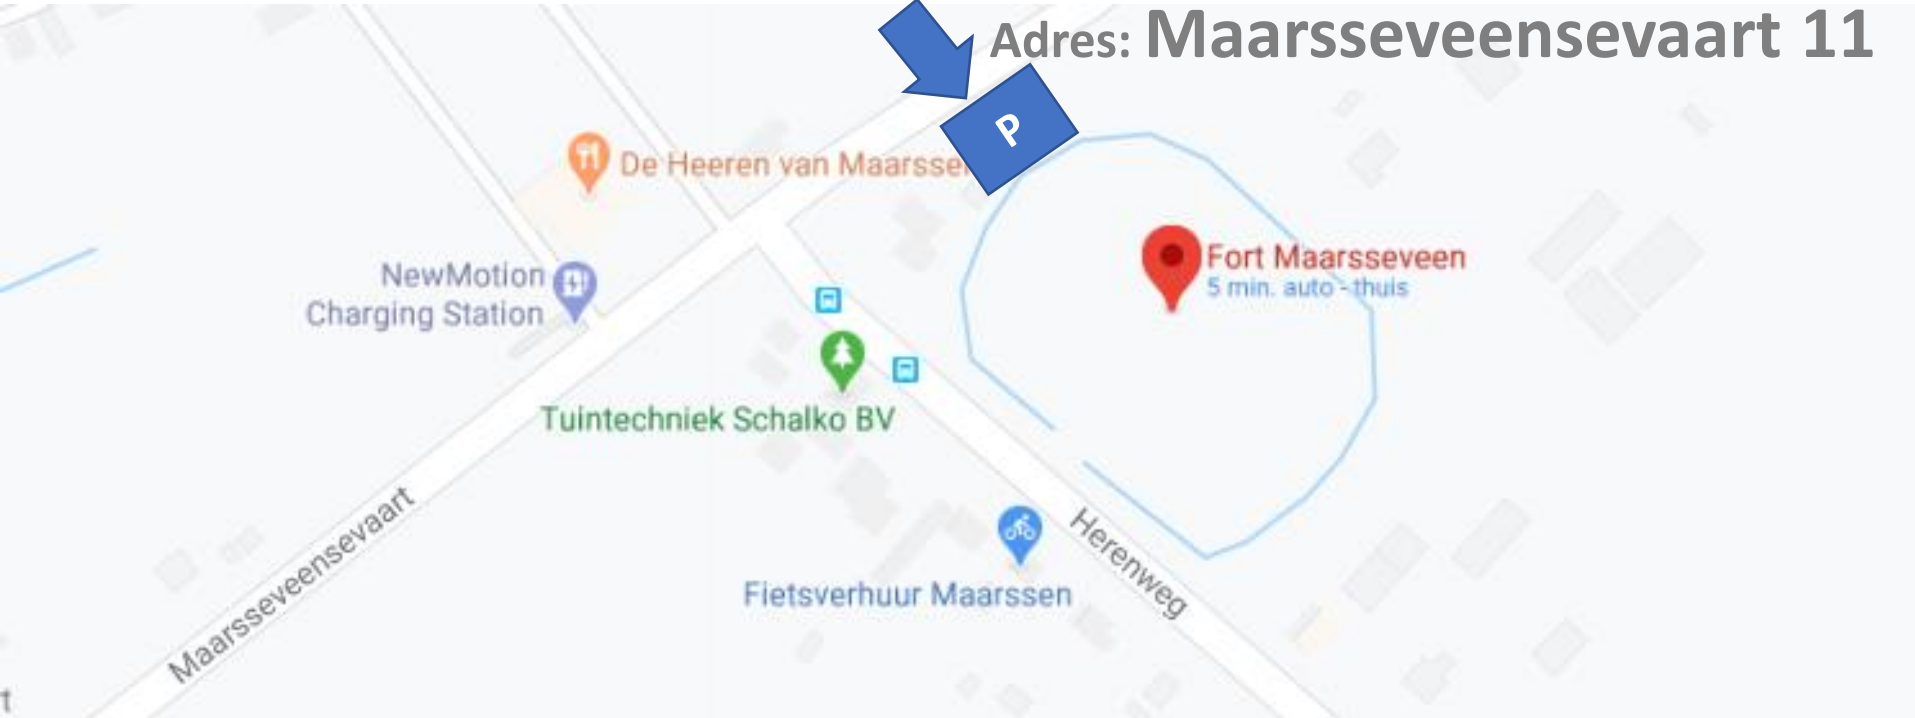 Adres: Maarsseveensevaart 11
P
De Heeren van Maarsse
Fort Maarsseveen
5 min. auto - thuis
NewMotion
Charging Station
Tuintechniek Schalko BV
Maarsseveensevaart
Herenweg
Fietsverhuur Maarssen
t